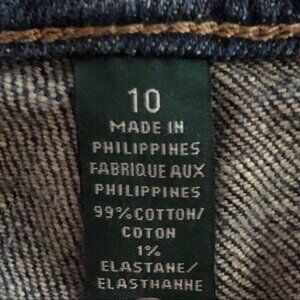 10
MADE IN
PHILIPPINES
FABRIQUE AUX
PHILIPPINES
99% COTTON/
COTON
1%
ELASTANE/
ELASTHANNE